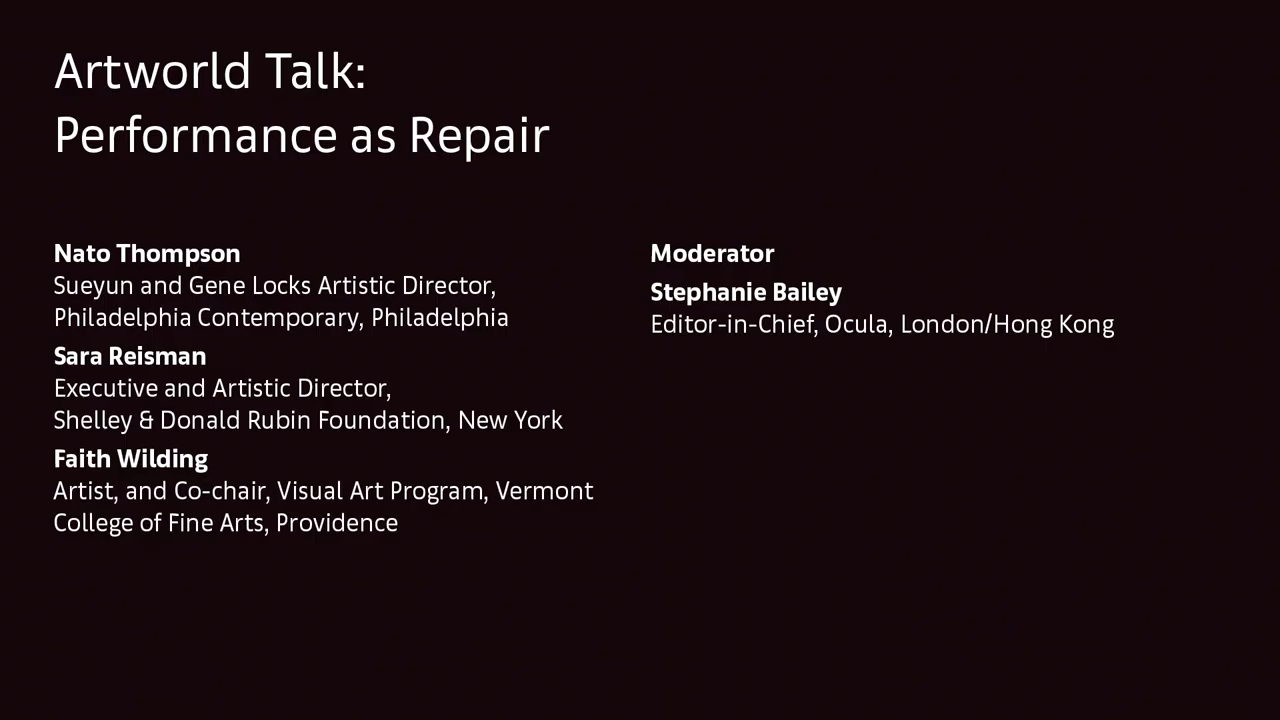 Artworld Talk:
Performance as Repair
Nato Thompson
Sueyun and Gene Locks Artistic Director,
Philadelphia Contemporary, Philadelphia
Sara Reisman
Executive and Artistic Director,
Shelley & Donald Rubin Foundation, New York
Faith Wilding
Artist, and Co-chair, Visual Art Program, Vermont
College of Fine Arts, Providence
Moderator
Stephanie Bailey
Editor-in-Chief, Ocula, London/Hong Kong